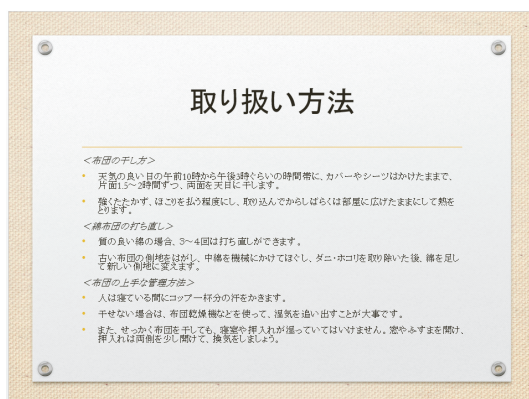 取り扱い方法
<布団の干し方>
• 天気の良い日の午前10時から午後3時ぐらいの時間帯に、カバーやシーツはかけたままで、
片面1.5～2時間ずつ、両面を天日に干します。
• 強くたたかず、ほこりを払う程度にし、取り込んでからしばらくは部屋に広げたままにして熱を
とります。
<綿布団の打ち直し>
• 質の良い綿の場合、3～4回は打ち直しができます。
• 古い布団の側地をはがし、中綿を機械にかけてほぐし、ダニ・ホコリを取り除いた後、綿を足し
て新しい側地に変えます。
<布団の上手な管理方法>
• 人は寝ている間にコップ一杯分の汗をかきます。
• 干せない場合は、布団乾燥機などを使って、湿気を追い出すことが大事です。
• また、せっかく布団を干しても、寝室や押入れが湿っていてはいけません。窓やふすまを開け、
押入れは両側を少し開けて、換気をしましょう。